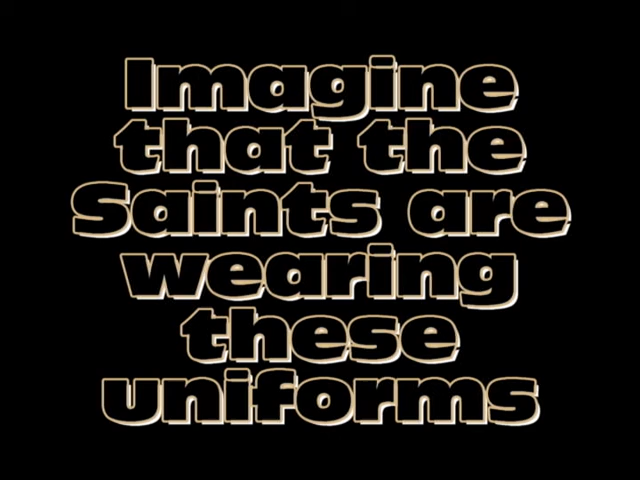 Imagine
that the
Saints are
wearing
these
uniforms